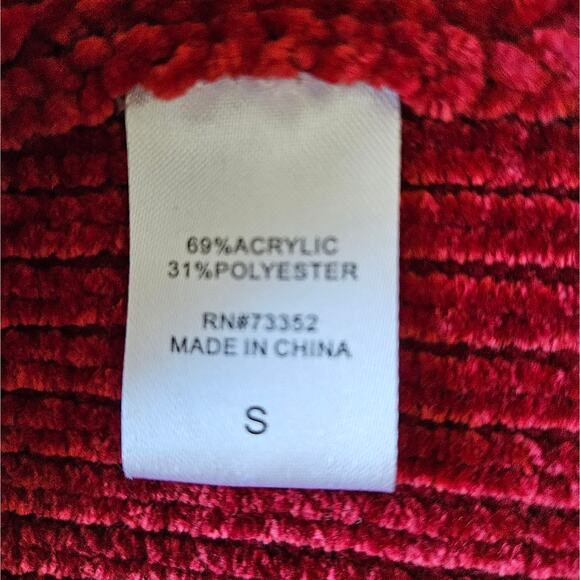 69%ACRYLIC
31%POLYESTER
RN#73352
MADE IN CHINA
S